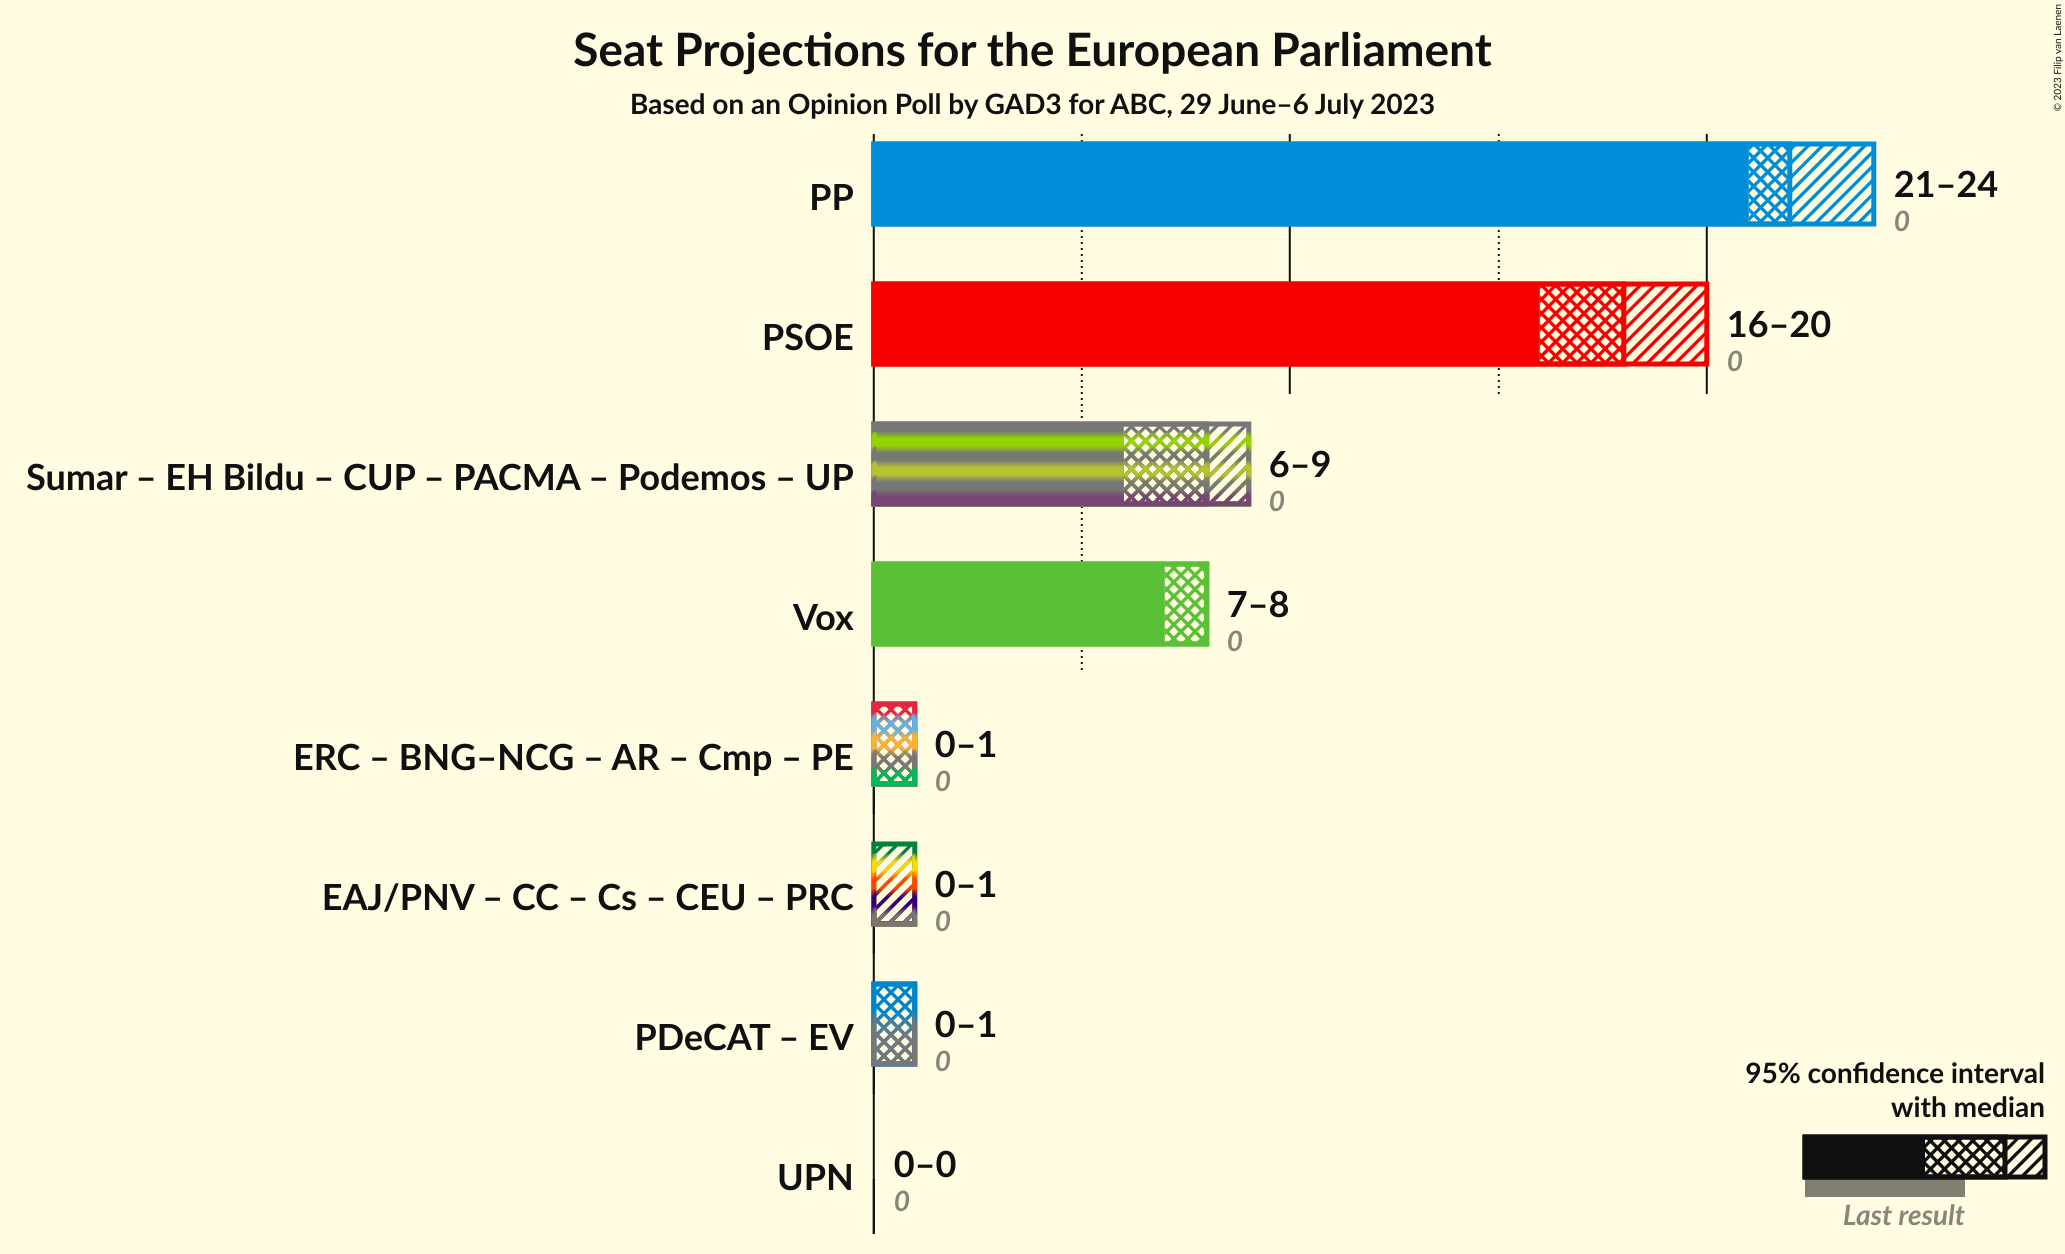 Seat Projections for the European Parliament
Based on an Opinion Poll by GAD3 for ABC, 29 June–6 July 2023
© 2023 Filip van Laenen
PP
21–24
0
PSOE
16–20
0
Sumar – EH Bildu – CUP – PACMA – Podemos – UP
6–9
0
Vox
7–8
0
ERC – BNG–NCG – AR – Cmp – PE
0–1
0
EAJ/PNV – CC – Cs – CEU – PRC
0–1
0
PDeCAT – EV
0–1
0
UPN
0–0
0
95% confidence interval
with median
Last result